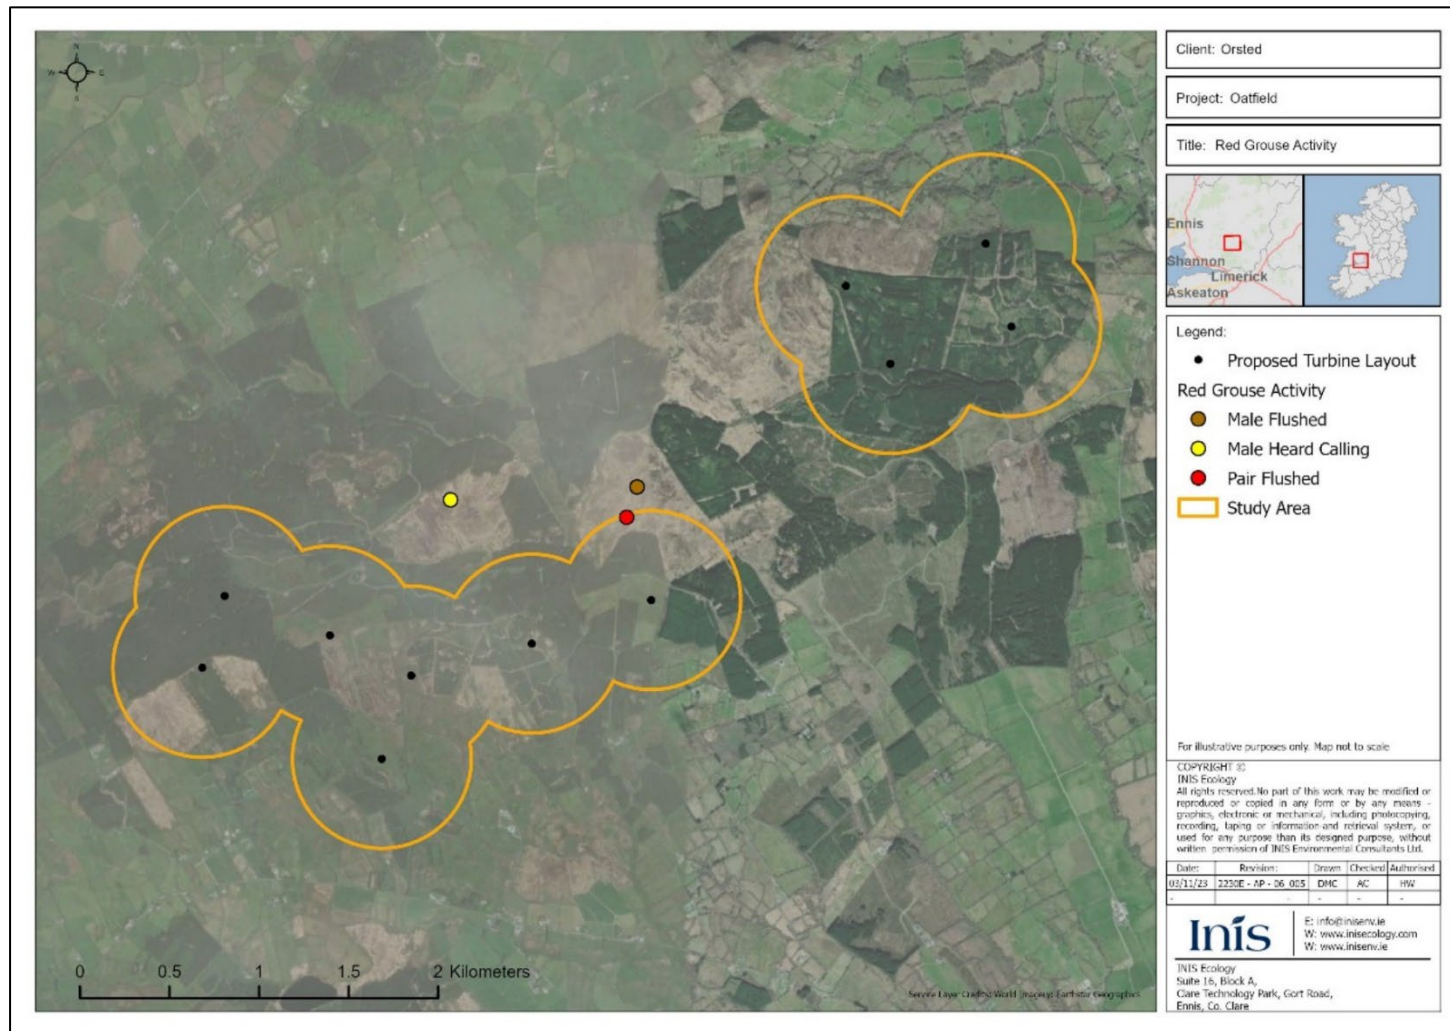 N
W E
S
Client: Orsted
Project: Oatfield
Title: Red Grouse Activity
Ennis
Shannon
Limerick
Askeaton
Legend:
Proposed Turbine Layout
Red Grouse Activity
Male Flushed
Male Heard Calling
Pair Flushed
Study Area
For illustrative purposes only. Map not to scale
COPYRIGHT ©
INIS Ecology
All rights reserved.No part of this work may be modified or
reproduced or copied in any form or by any means -
graphics, electronic or mechanical, including photocopying,
recording, taping or information and retrieval system, or
used for any purpose than its designed purpose, without
written permission of INIS Environmental Consultants Ltd.
Date: Revision: Drawn Checked Authorised
03/11/23 2230E - AP - 06_005 DMC AC HW
- - - - -
Inis
E: info@inisenv.ie
W: www.inisecology.com
W: www.inisenv.ie
INIS Ecology
Suite 16, Block A,
Clare Technology Park, Gort Road,
Ennis, Co. Clare
0 0.5 1 1.5 2 Kilometers
Service Layer Credits: World Imagery: Earthstar Geographics